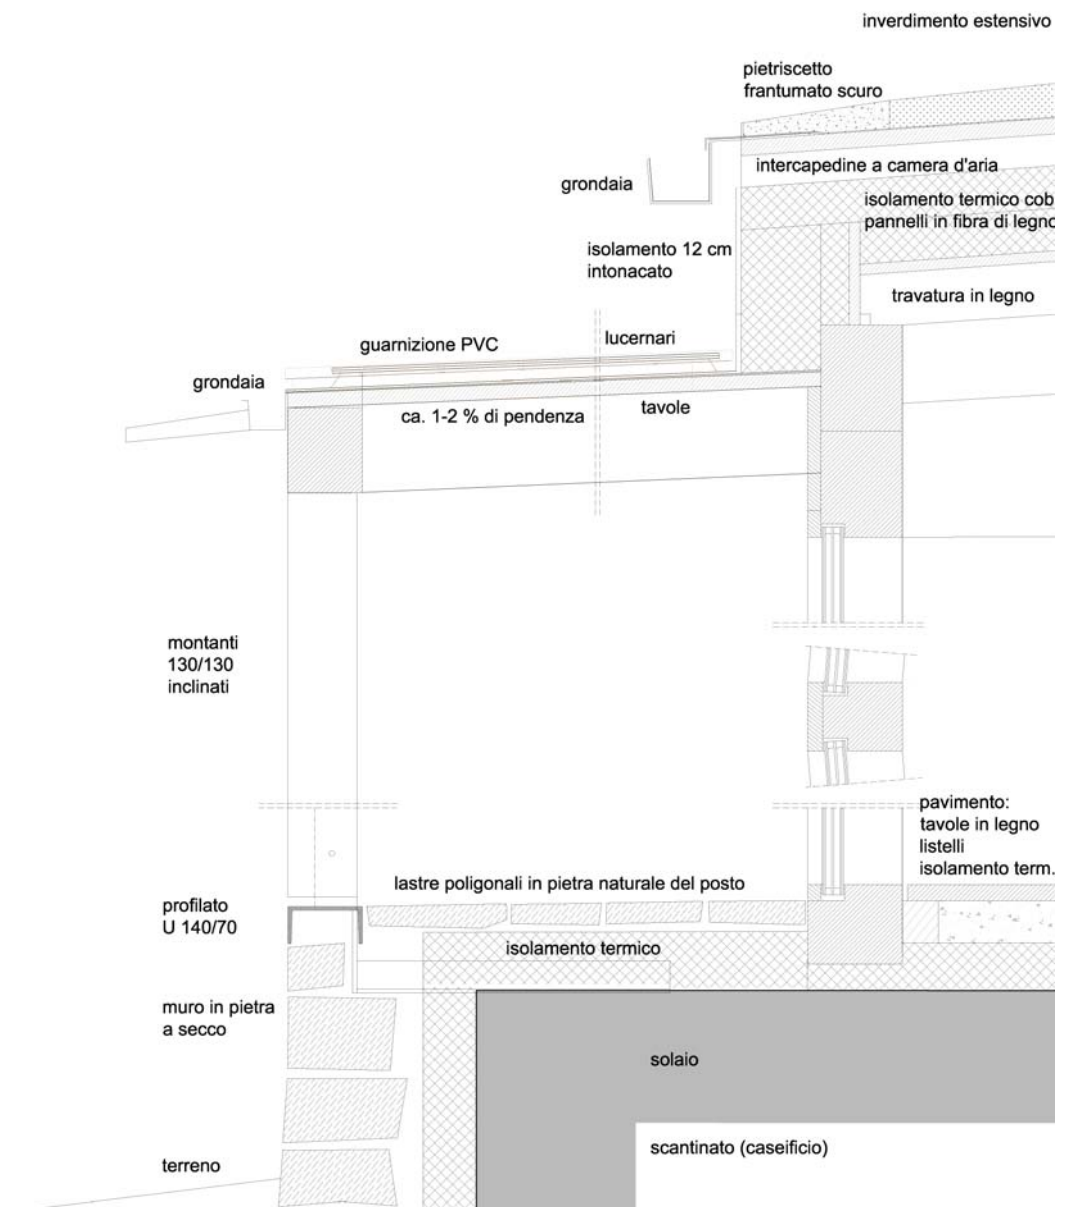 inverdimento estensivo
pietriscetto
frantumato scuro
intercapedine a camera d'aria
grondaia
isolamento termico cob
pannelli in fibra di legno
isolamento 12 cm
intonacato
travatura in legno
guarnizione PVC
lucernari
grondaia
ca. 1-2 % di pendenza
tavole
montanti
130/130
inclinati
pavimento:
tavole in legno
listelli
isolamento term.
lastre poligonali in pietra naturale del posto
profilato
U 140/70
isolamento termico
muro in pietra
a secco
solaio
scantinato (caseificio)
terreno